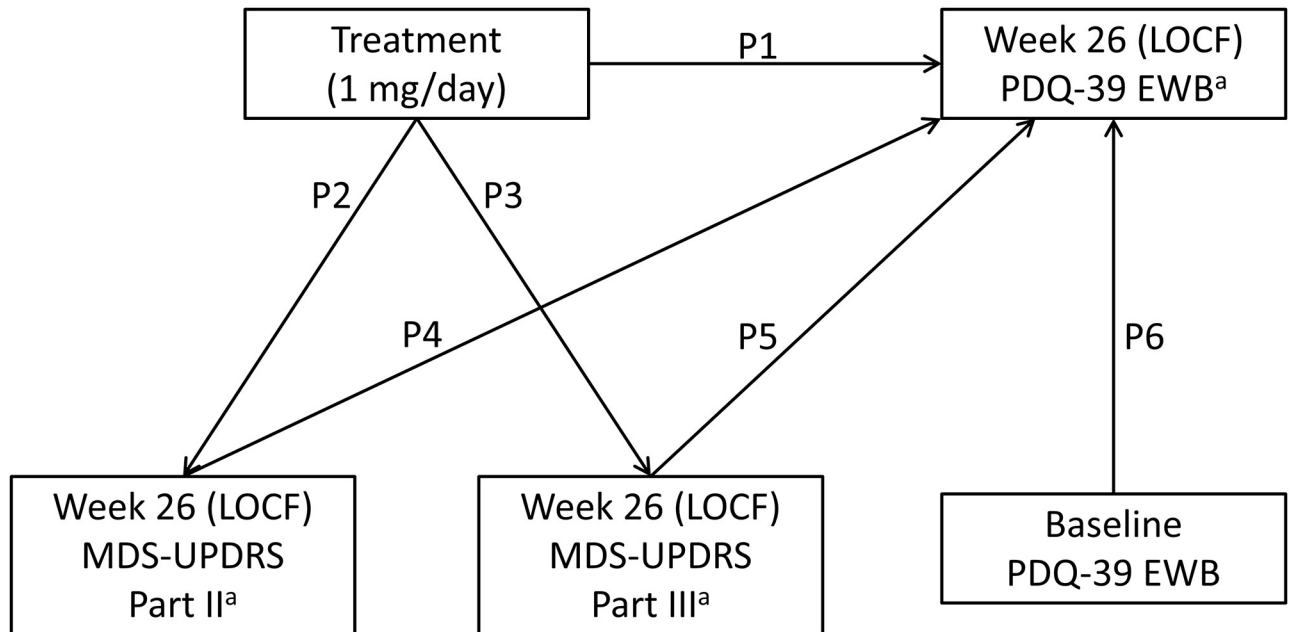 Treatment
(1 mg/day)
P1
Week 26 (LOCF)
PDQ-39 EWBᵃ
P2
P3
P4
P5
P6
Week 26 (LOCF)
MDS-UPDRS
Part IIᵃ
Week 26 (LOCF)
MDS-UPDRS
Part IIIᵃ
Baseline
PDQ-39 EWB